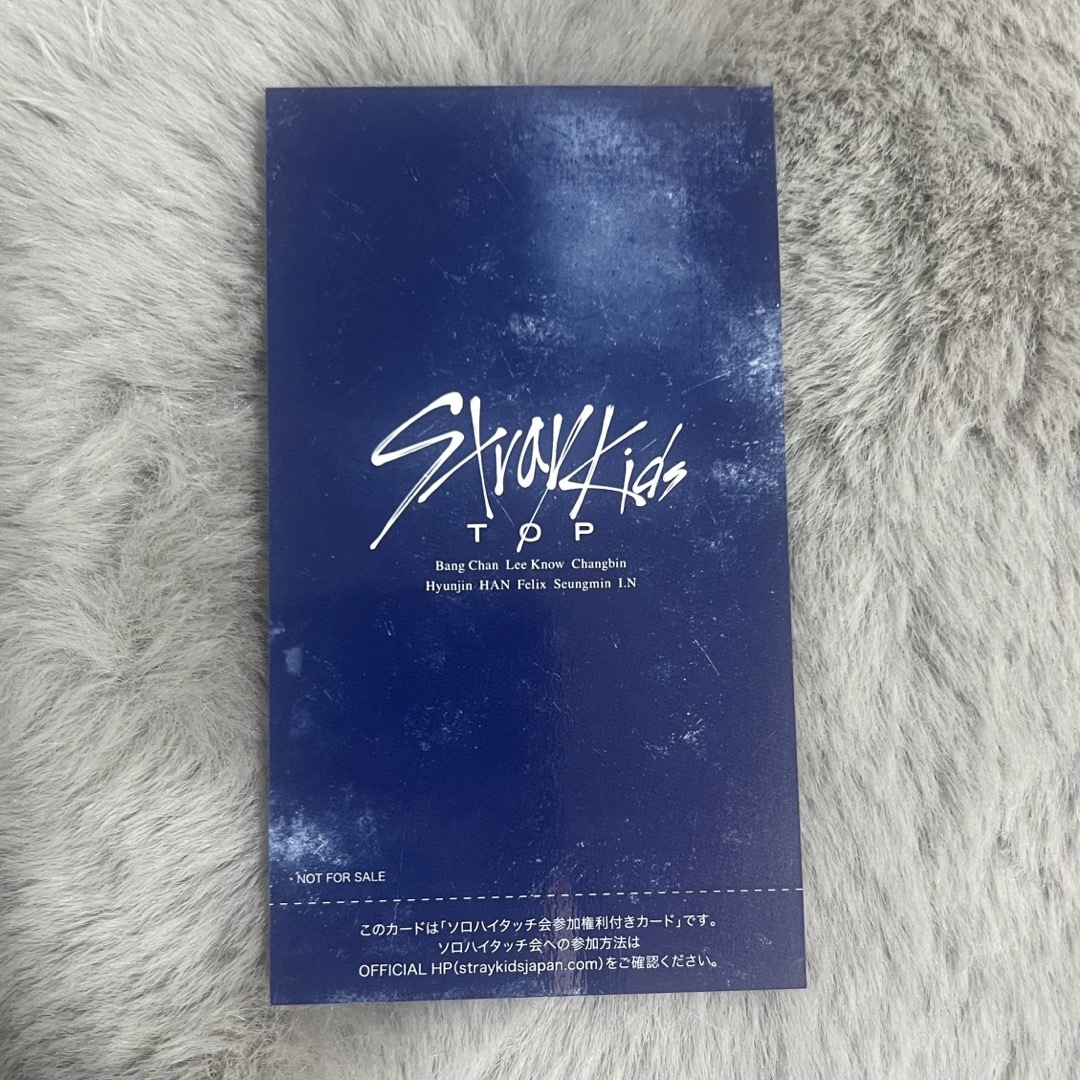 Stray Kids
TOP
Bang Chan Lee Know Changbin
Hyunjin HAN Felix Seungmin I.N
・NOT FOR SALE
このカードは「ソロハイタッチ会参加権利付きカード」です。
ソロハイタッチ会への参加方法は
OFFICIAL HP(straykidsjapan.com)をご確認ください。